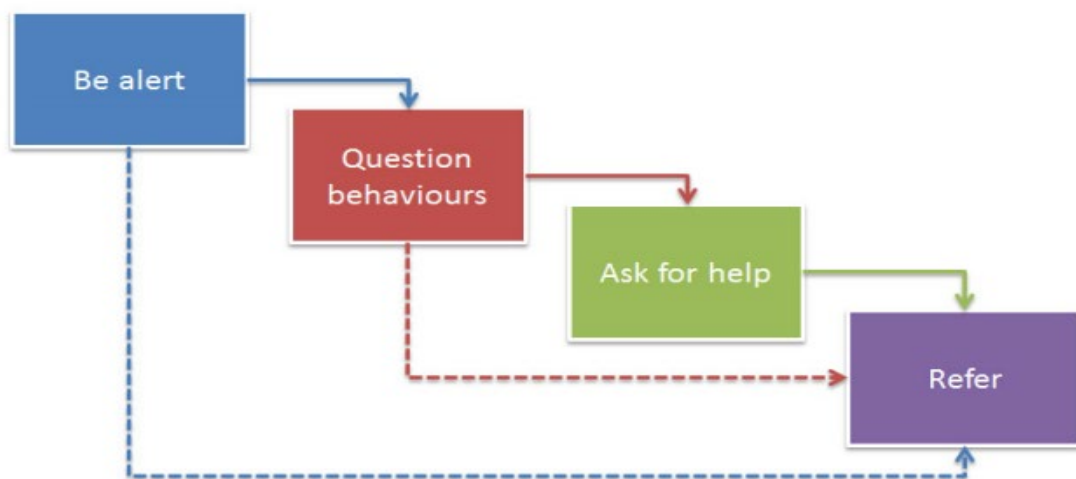 Be alert
Question
behaviours
Ask for help
Refer